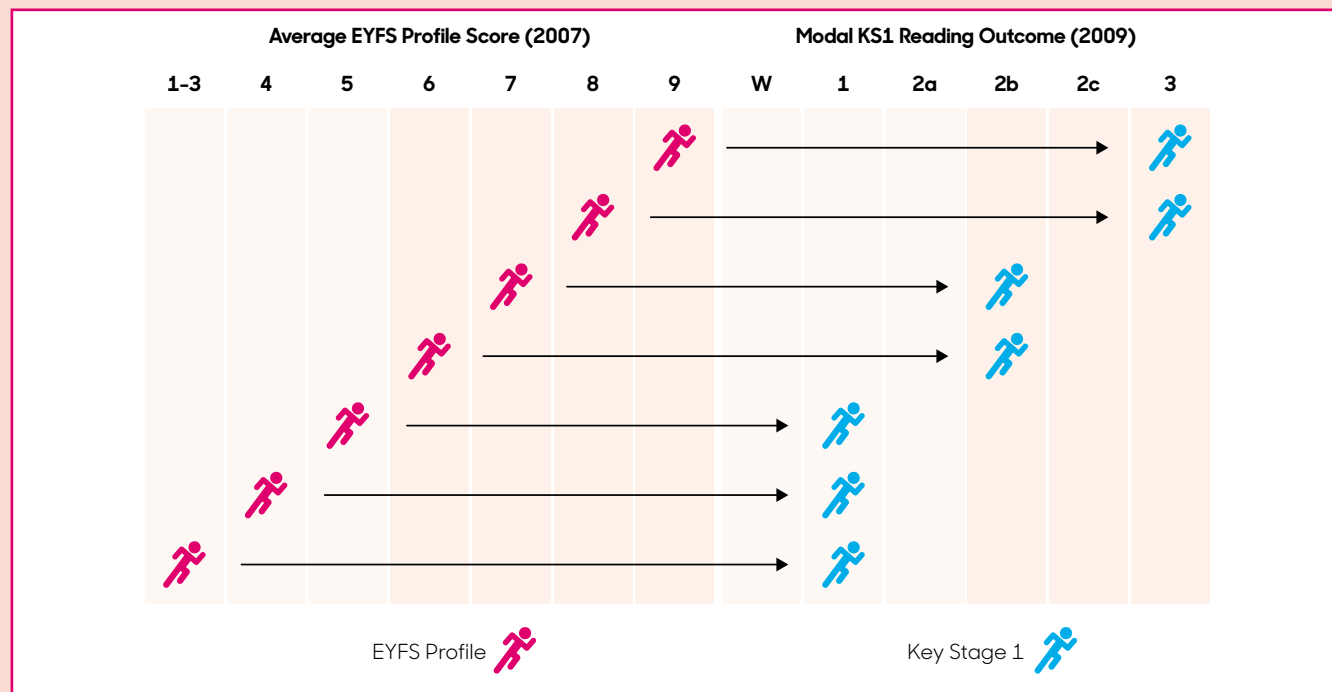 Average EYFS Profile Score (2007) Modal KS1 Reading Outcome (2009)
1-3 4 5 6 7 8 9 W 1 2a 2b 2c 3
EYFS Profile Key Stage 1